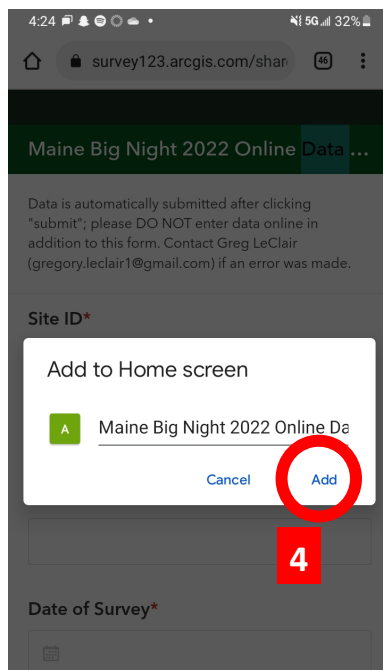 4:24 5G 32%
survey123.arcgis.com/shar 46
Maine Big Night 2022 Online Data ...
Data is automatically submitted after clicking
"submit"; please DO NOT enter data online in
addition to this form. Contact Greg LeClair
(gregory.leclair1@gmail.com) if an error was made.
Site ID*
Add to Home screen
A Maine Big Night 2022 Online Da
Cancel Add
4
Date of Survey*